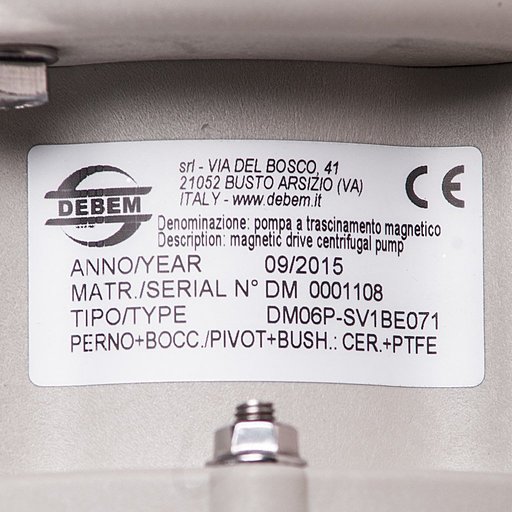 srl - VIA DEL BOSCO, 41
21052 BUSTO ARSIZIO (VA)
ITALY - www.debem.it
DEBEM
CE
Denominazione: pompa a trascinamento magnetico
Description: magnetic drive centrifugal pump
ANNO/YEAR 09/2015
MATR./SERIAL N° DM 0001108
TIPO/TYPE DM06P-SV1BE071
PERNO+BOCC./PIVOT+BUSH.: CER.+PTFE